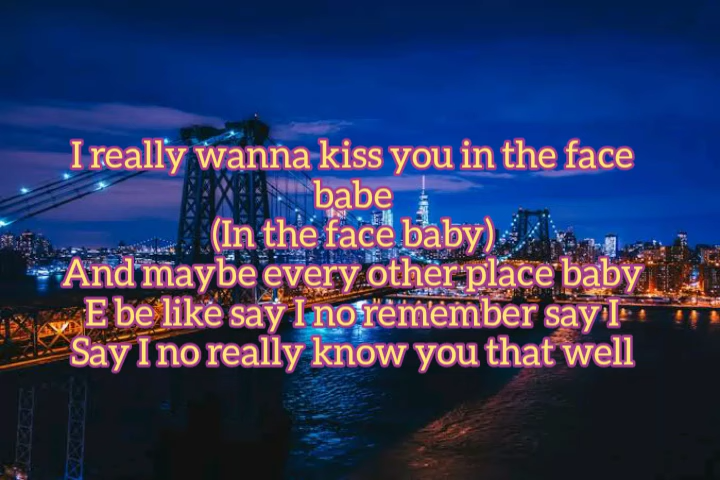 I really wanna kiss you in the face
babe
(In the face baby)
And maybe every other place baby
E be like say I no remember say I
Say I no really know you that well